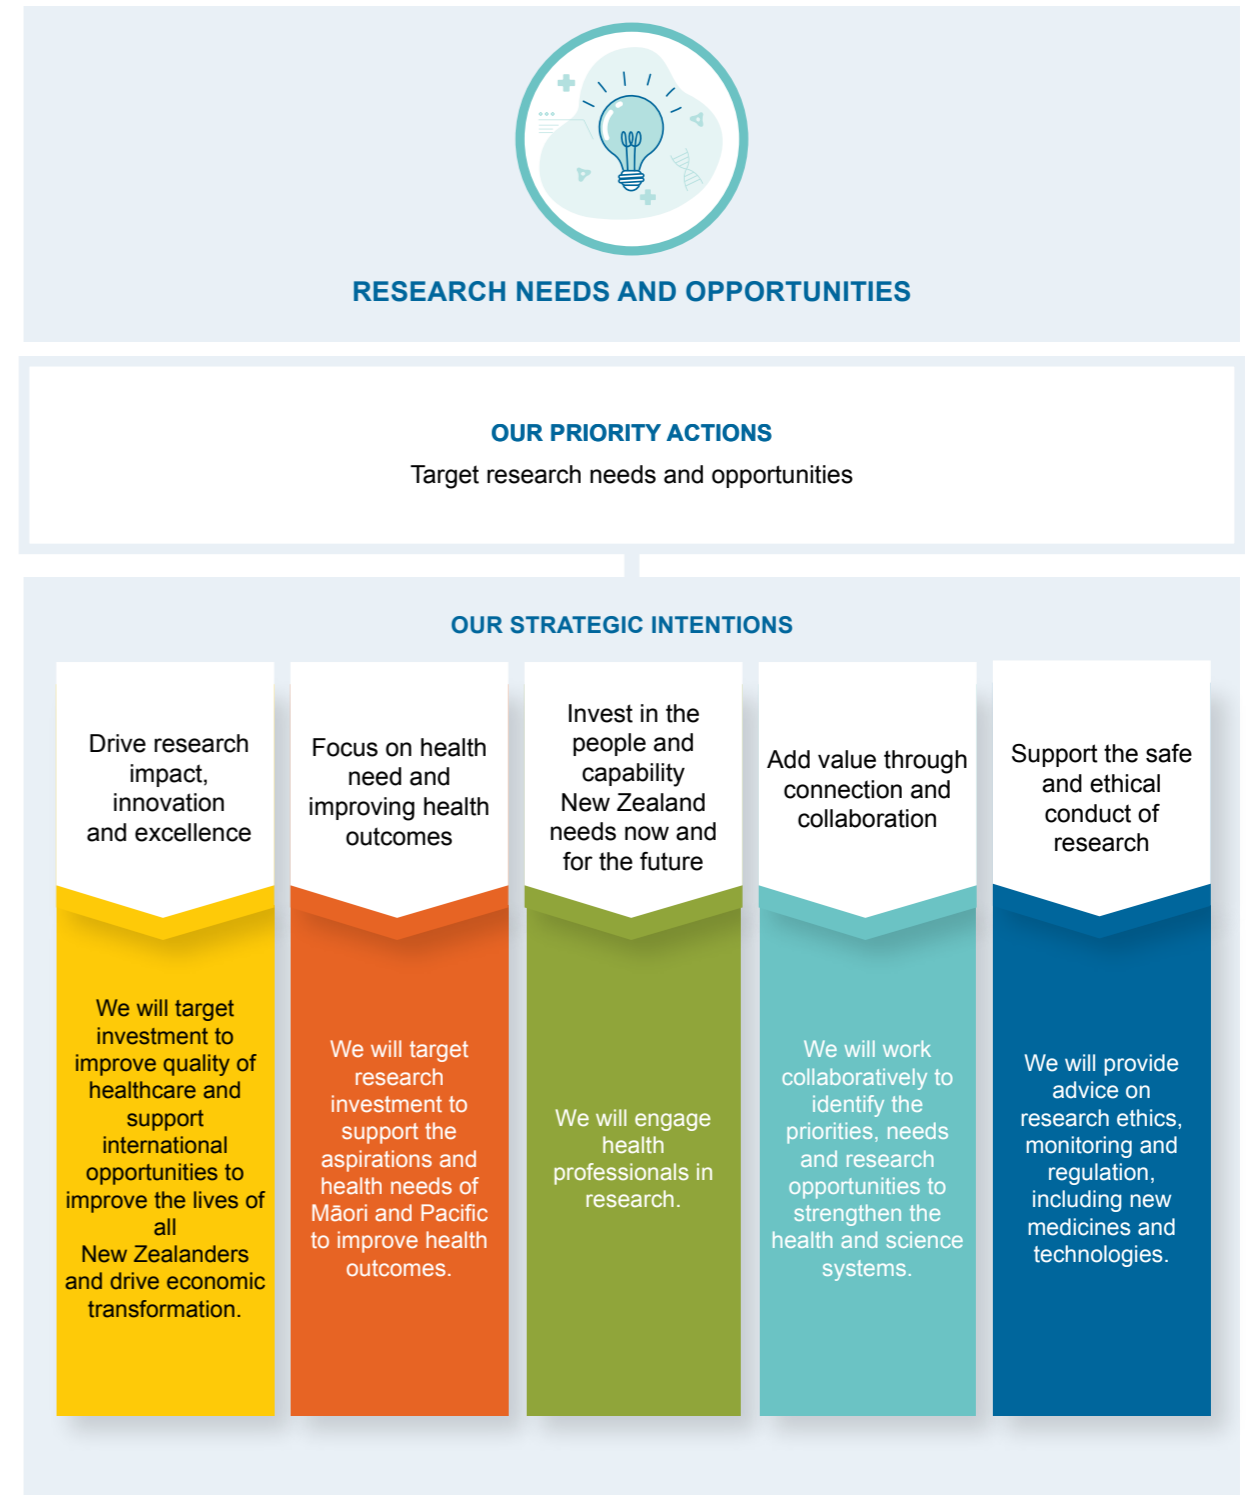 RESEARCH NEEDS AND OPPORTUNITIES
OUR PRIORITY ACTIONS
Target research needs and opportunities
OUR STRATEGIC INTENTIONS
Drive research
impact,
innovation
and excellence
We will target
investment to
improve quality of
healthcare and
support
international
opportunities to
improve the lives of
all
New Zealanders
and drive economic
transformation.
Focus on health
need and
improving health
outcomes
We will target
research
investment to
support the
aspirations and
health needs of
Māori and Pacific
to improve health
outcomes.
Invest in the
people and
capability
New Zealand
needs now and
for the future
We will engage
health
professionals in
research.
Add value through
connection and
collaboration
We will work
collaboratively to
identify the
priorities, needs
and research
opportunities to
strengthen the
health and science
systems.
Support the safe
and ethical
conduct of
research
We will provide
advice on
research ethics,
monitoring and
regulation,
including new
medicines and
technologies.